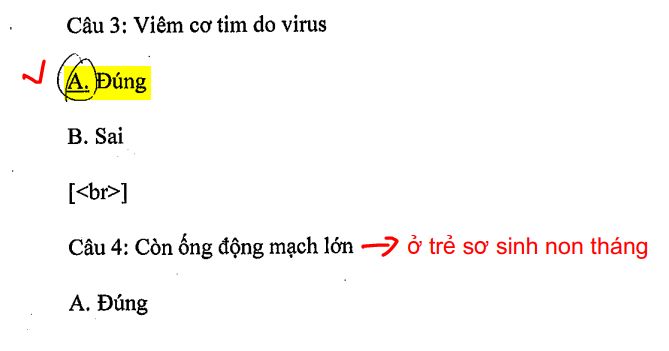 Câu 3: Viêm cơ tim do virus
A. Đúng
B. Sai
[<br>]
Câu 4: Còn ống động mạch lớn → ở trẻ sơ sinh non tháng
A. Đúng